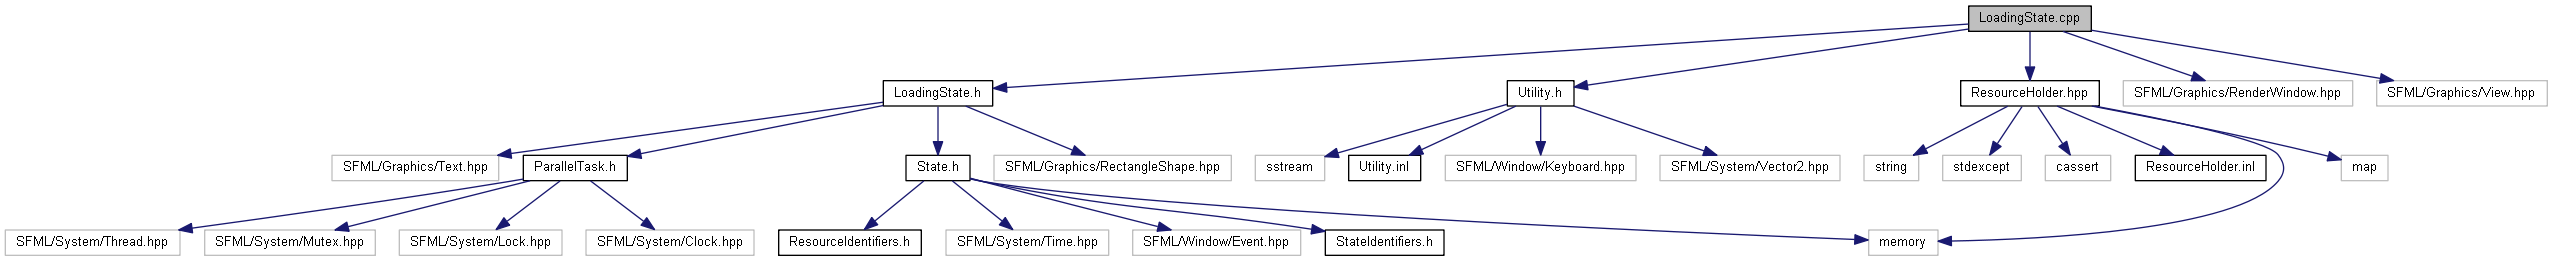 LoadingState.cpp
LoadingState.h
Utility.h
ResourceHolder.hpp
SFML/Graphics/RenderWindow.hpp
SFML/Graphics/View.hpp
SFML/Graphics/Text.hpp
ParallelTask.h
State.h
SFML/Graphics/RectangleShape.hpp
sstream
Utility.inl
SFML/Window/Keyboard.hpp
SFML/System/Vector2.hpp
string
stdexcept
cassert
ResourceHolder.inl
map
SFML/System/Thread.hpp
SFML/System/Mutex.hpp
SFML/System/Lock.hpp
SFML/System/Clock.hpp
ResourceIdentifiers.h
SFML/System/Time.hpp
SFML/Window/Event.hpp
StateIdentifiers.h
memory